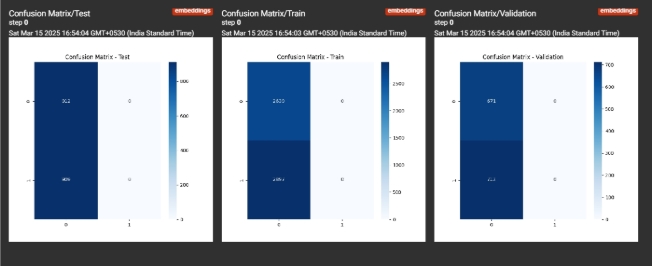 Confusion Matrix/Test
embeddings
step 0
Sat Mar 15 2025 16:54:04 GMT+0530 (India Standard Time)
Confusion Matrix - Test
0
912
0
1
0
0
1
800
600
400
200
0
Confusion Matrix/Train
embeddings
step 0
Sat Mar 15 2025 16:54:03 GMT+0530 (India Standard Time)
Confusion Matrix - Train
0
0
1
0
0
1
2500
2000
1500
1000
500
0
Confusion Matrix/Validation
embeddings
step 0
Sat Mar 15 2025 16:54:04 GMT+0530 (India Standard Time)
Confusion Matrix - Validation
0
671
0
1
0
0
1
700
600
500
400
300
200
100
0